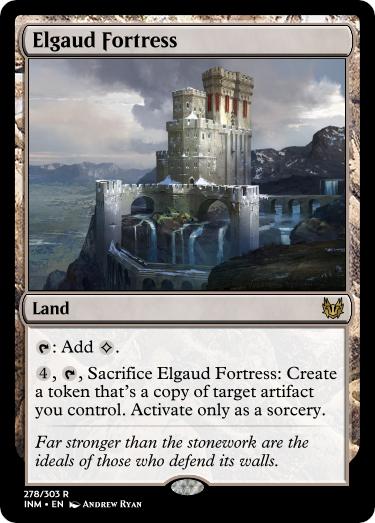 Elgaud Fortress
Land
: Add .
4, , Sacrifice Elgaud Fortress: Create
a token that's a copy of target artifact
you control. Activate only as a sorcery.
Far stronger than the stonework are the
ideals of those who defend its walls.
278/303 R
INM • EN Andrew Ryan